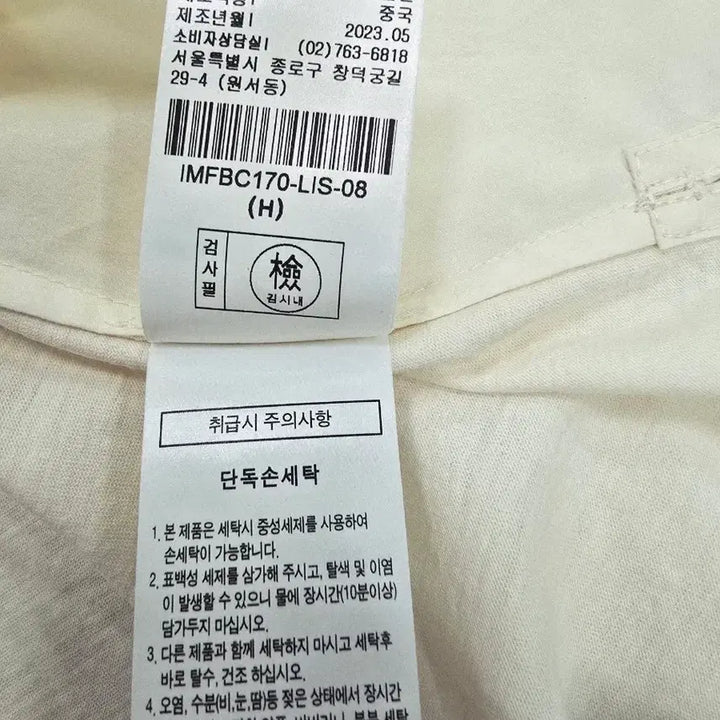 중국
제조년월 2023.05
소비자상담실 (02)763-6818
서울특별시 종로구 창덕궁길
29-4 (원서동)
IMFBC170-LIS-08
(H)
검사필
檢
김시내
취급시 주의사항
단독손세탁
1. 본 제품은 세탁시 중성세제를 사용하여
손세탁이 가능합니다.
2. 표백성 세제를 삼가해 주시고, 탈색 및 이염
이 발생할 수 있으니 물에 장시간(10분이상)
담가두지 마십시오.
3. 다른 제품과 함께 세탁하지 마시고 세탁후
바로 탈수, 건조 하십시오.
4. 오염, 수분(비,눈,땀)등 젖은 상태에서 장시간
부분 세탁